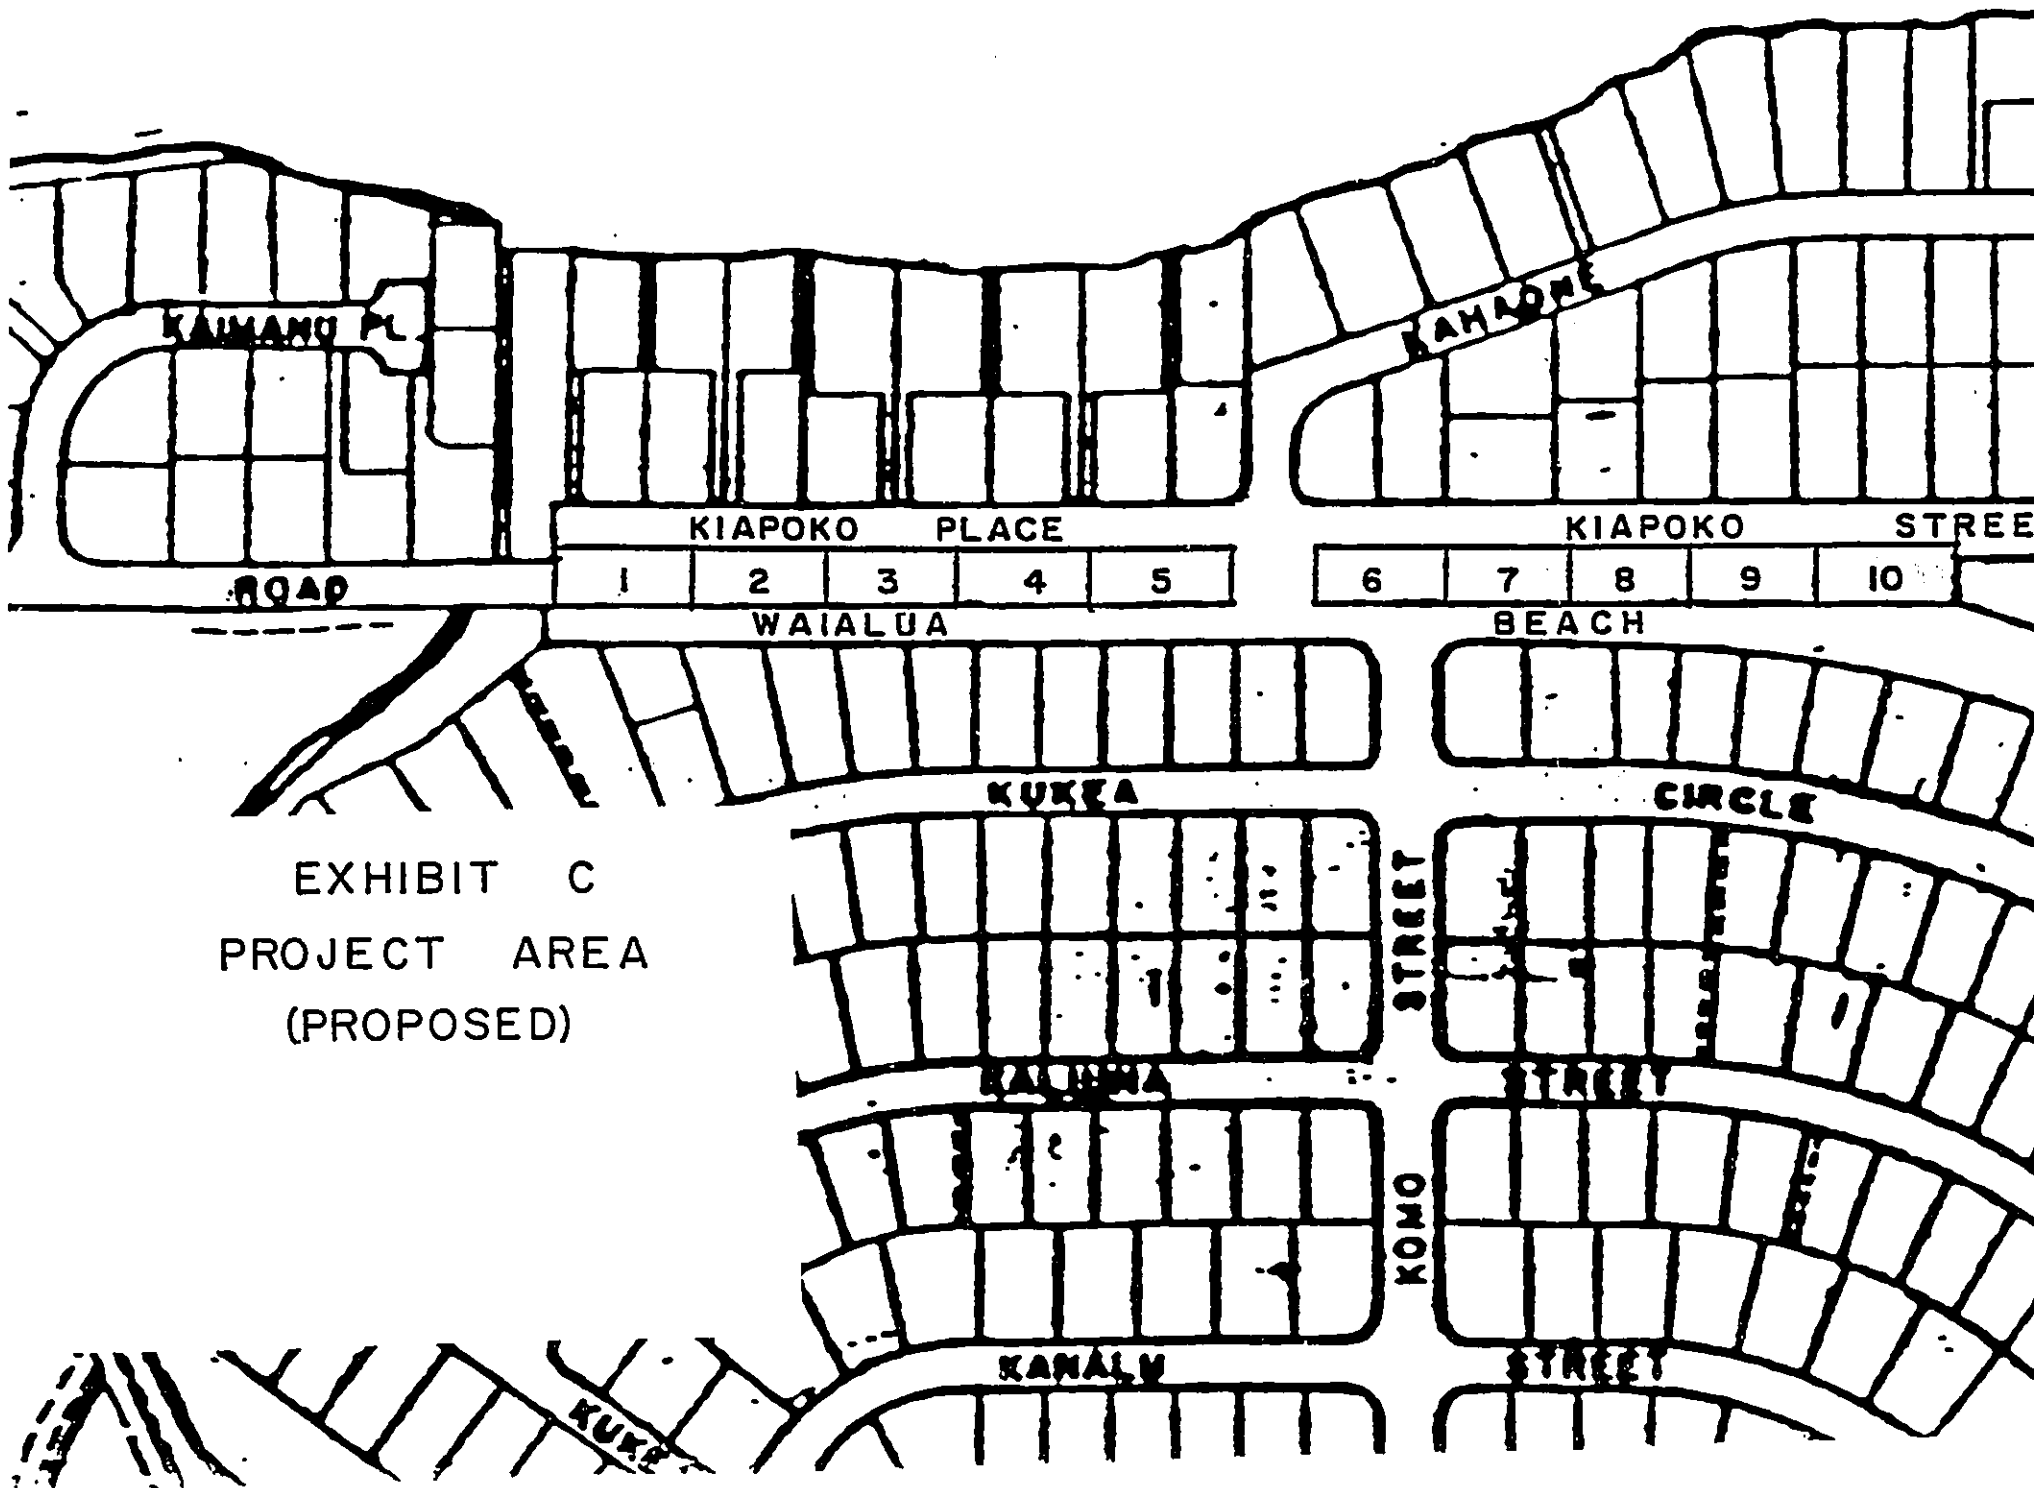 KAIMANU PL.
KAHAONE
KIAPOKO PLACE
KIAPOKO STREE
1 2 3 4 5 6 7 8 9 10
ROAD
WAIALUA BEACH
KUKEA CIRCLE
EXHIBIT C
PROJECT AREA
(PROPOSED)
STREET
KOMO
STREET
KANALU STREET
KUKE